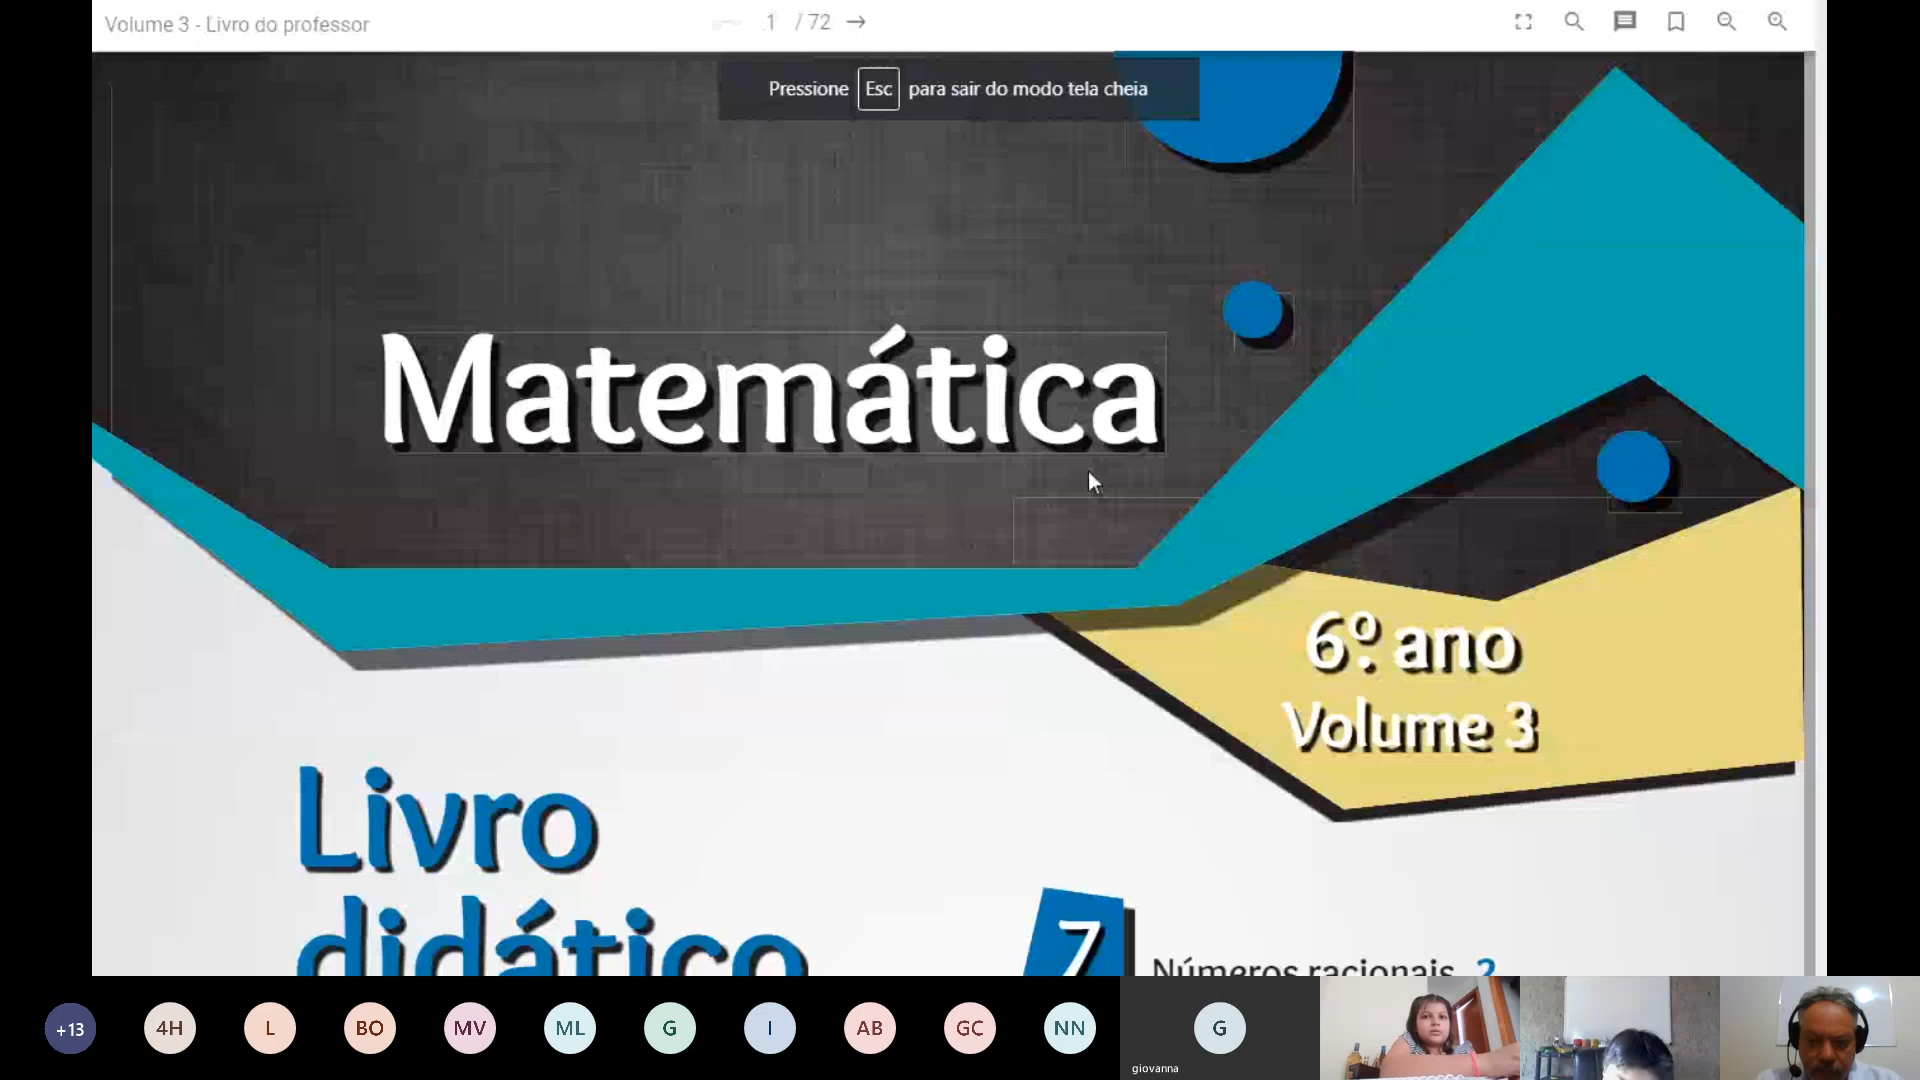 Volume 3 - Livro do professor
1 / 72
Pressione Esc para sair do modo tela cheia
Matemática
6º. ano
Volume 3
Livro
didático
7
Números racionais 2
+13
4H
L
BO
MV
ML
G
I
AB
GC
NN
G
giovanna